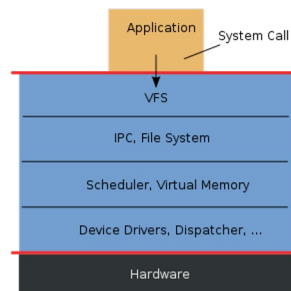 Application
System Call
VFS
IPC, File System
Scheduler, Virtual Memory
Device Drivers, Dispatcher, ...
Hardware